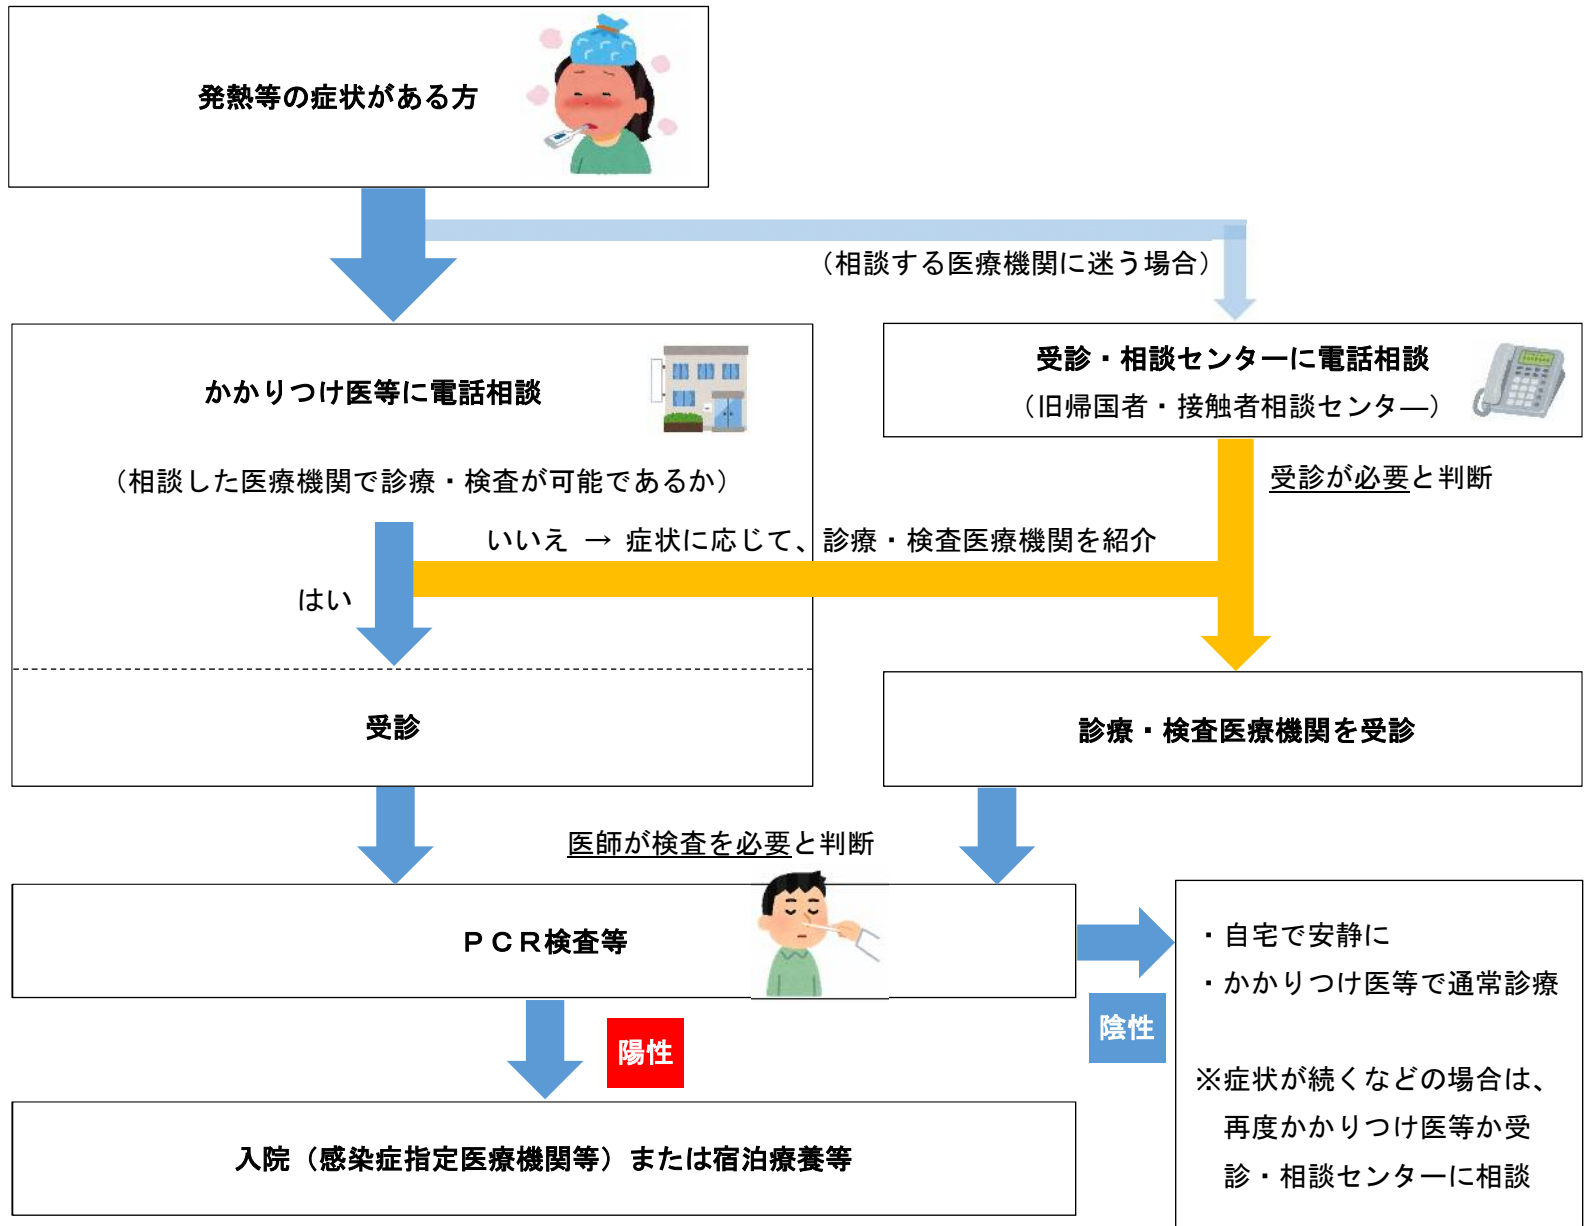 発熱等の症状がある方
（相談する医療機関に迷う場合）
かかりつけ医等に電話相談
（相談した医療機関で診療・検査が可能であるか）
受診・相談センターに電話相談
（旧帰国者・接触者相談センター）
受診が必要と判断
いいえ → 症状に応じて、診療・検査医療機関を紹介
はい
受診
診療・検査医療機関を受診
医師が検査を必要と判断
ＰＣＲ検査等
陽性
陰性
・自宅で安静に
・かかりつけ医等で通常診療
※症状が続くなどの場合は、
再度かかりつけ医等か受
診・相談センターに相談
入院（感染症指定医療機関等）または宿泊療養等